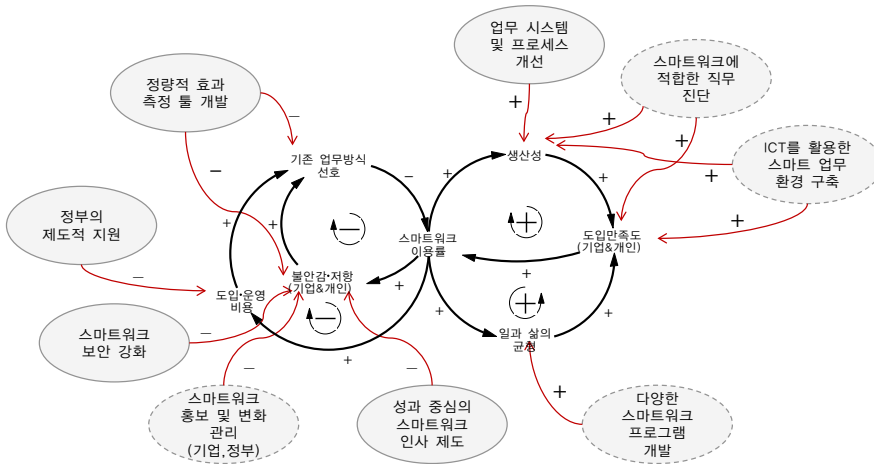 업무 시스템
및 프로세스
개선
스마트워크에
적합한 직무
진단
정량적 효과
측정 툴 개발
ICT를 활용한
스마트 업무
환경 구축
정부의
제도적 지원
스마트워크
보안 강화
스마트워크
홍보 및 변화
관리
(기업,정부)
성과 중심의
스마트워크
인사 제도
다양한
스마트워크
프로그램
개발
기존 업무방식
선호
생산성
스마트워크
이용률
도입만족도
(기업&개인)
불안감·저항
(기업&개인)
도입·운영
비용
일과 삶의
균형